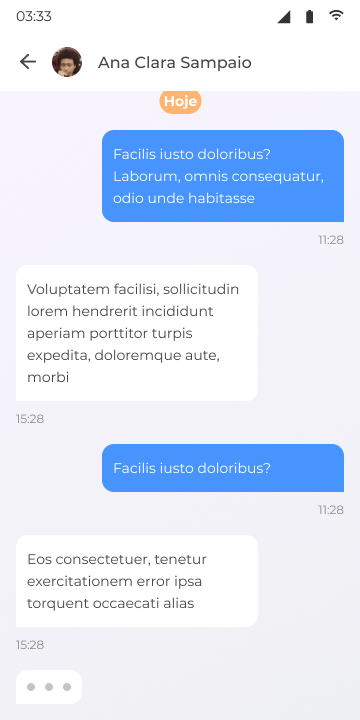 03:33
Ana Clara Sampaio
Hoje
Facilis iusto doloribus?
Laborum, omnis consequatur,
odio unde habitasse
11:28
Voluptatem facilisi, sollicitudin
lorem hendrerit incididunt
aperiam porttitor turpis
expedita, doloremque aute,
morbi
15:28
Facilis iusto doloribus?
11:28
Eos consectetuer, tenetur
exercitationem error ipsa
torquent occaecati alias
15:28